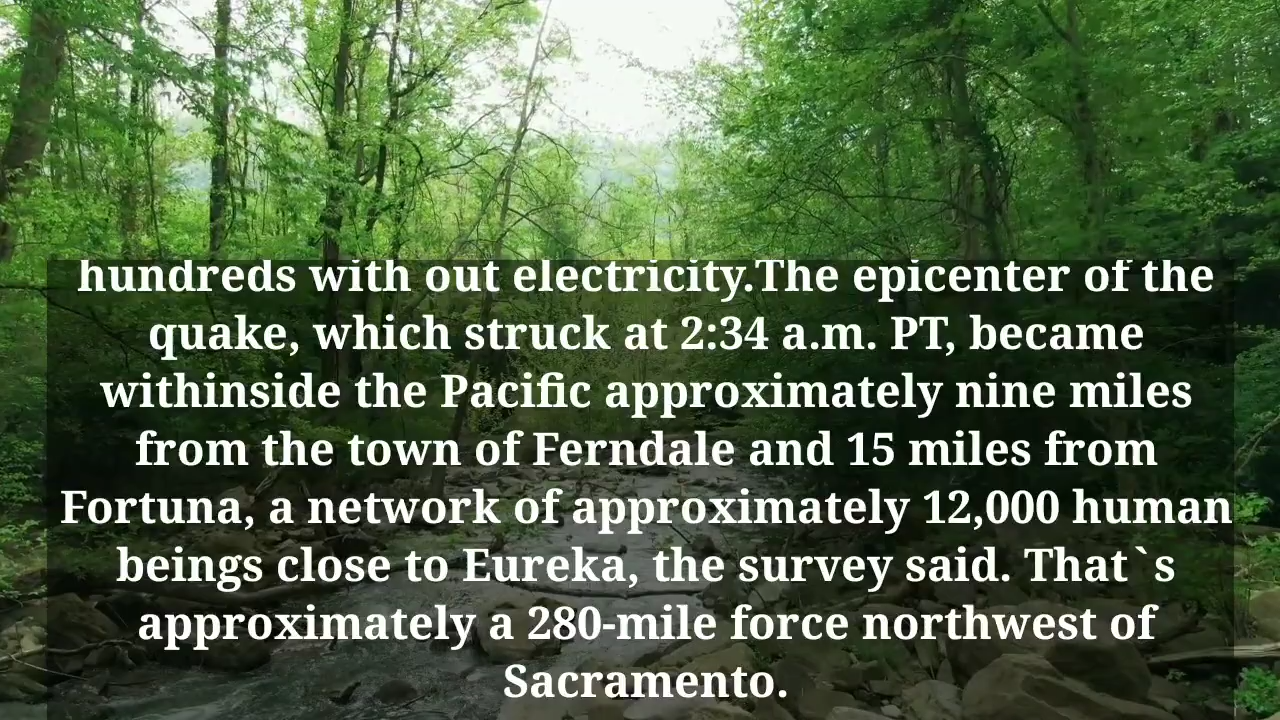 hundreds with out electricity.The epicenter of the
quake, which struck at 2:34 a.m. PT, became
withinside the Pacific approximately nine miles
from the town of Ferndale and 15 miles from
Fortuna, a network of approximately 12,000 human
beings close to Eureka, the survey said. That`s
approximately a 280-mile force northwest of
Sacramento.